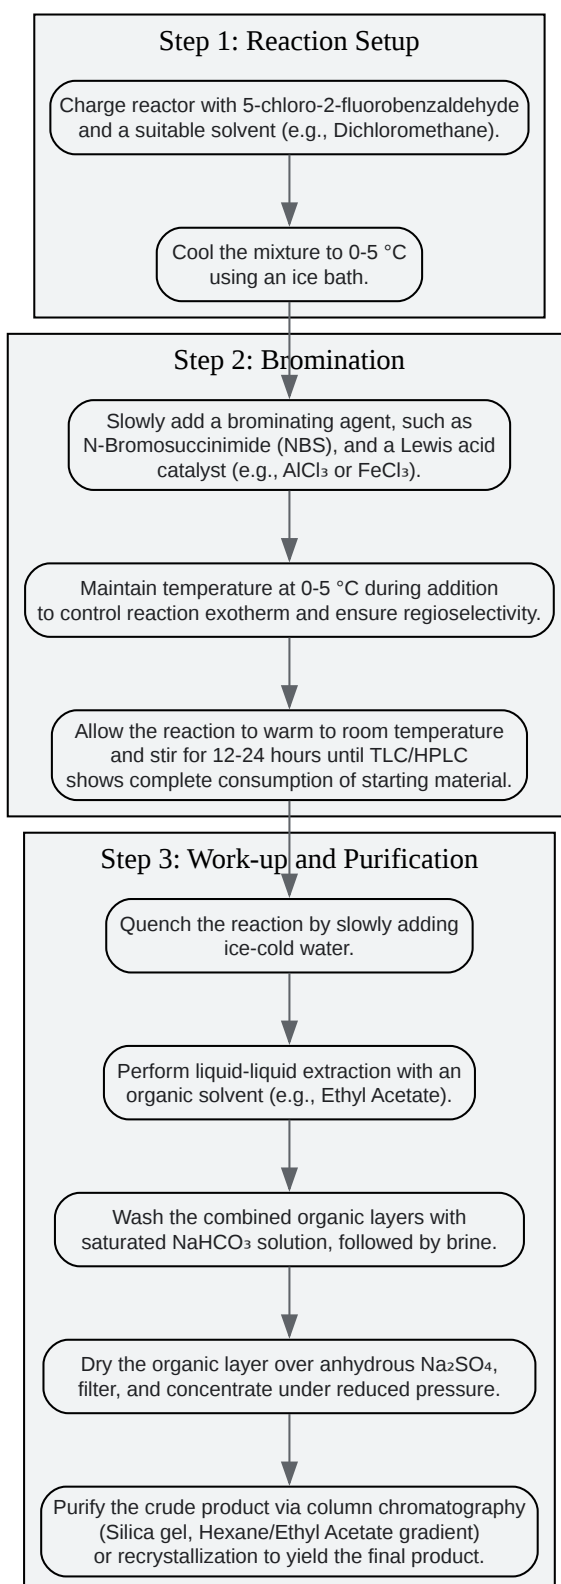 Step 1: Reaction Setup
Charge reactor with 5-chloro-2-fluorobenzaldehyde
and a suitable solvent (e.g., Dichloromethane).
Cool the mixture to 0-5 °C
using an ice bath.
Step 2: Bromination
Slowly add a brominating agent, such as
N-Bromosuccinimide (NBS), and a Lewis acid
catalyst (e.g., AlCl₃ or FeCl₃).
Maintain temperature at 0-5 °C during addition
to control reaction exotherm and ensure regioselectivity.
Allow the reaction to warm to room temperature
and stir for 12-24 hours until TLC/HPLC
shows complete consumption of starting material.
Step 3: Work-up and Purification
Quench the reaction by slowly adding
ice-cold water.
Perform liquid-liquid extraction with an
organic solvent (e.g., Ethyl Acetate).
Wash the combined organic layers with
saturated NaHCO₃ solution, followed by brine.
Dry the organic layer over anhydrous Na₂SO₄,
filter, and concentrate under reduced pressure.
Purify the crude product via column chromatography
(Silica gel, Hexane/Ethyl Acetate gradient)
or recrystallization to yield the final product.